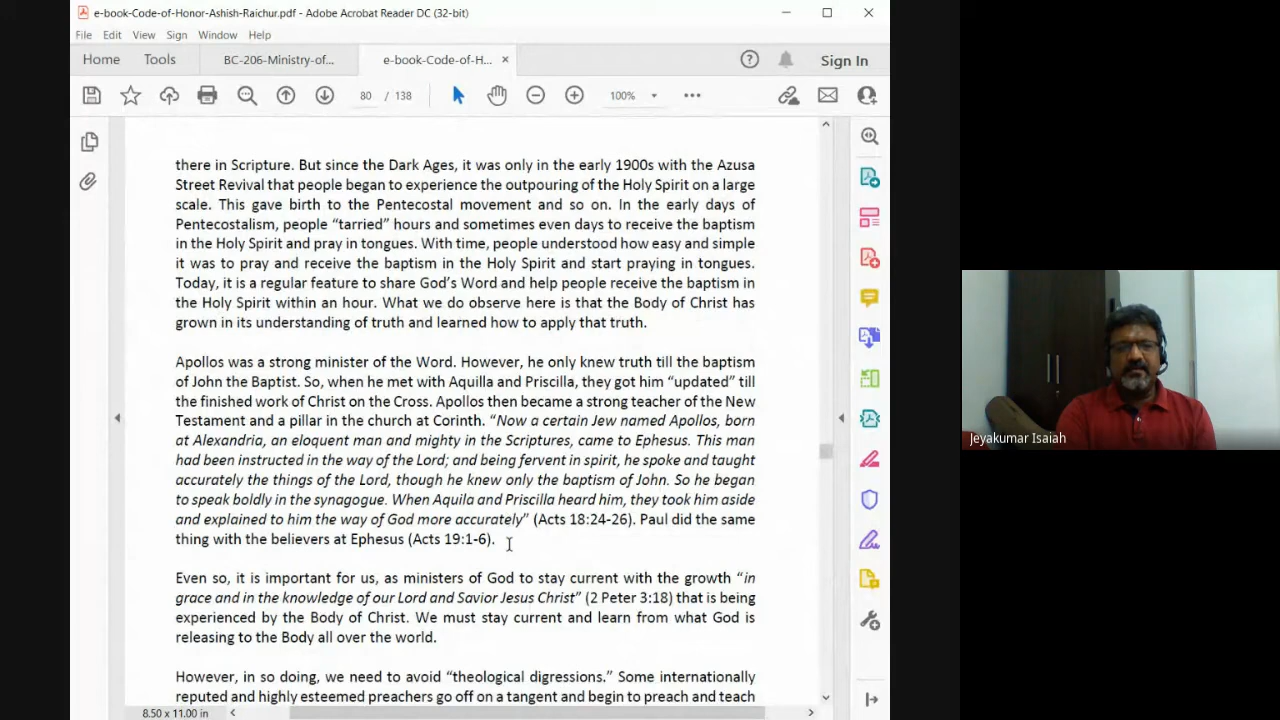 e-book-Code-of-Honor-Ashish-Raichur.pdf - Adobe Acrobat Reader DC (32-bit)
File Edit View Sign Window Help
Home Tools BC-206-Ministry-of... e-book-Code-of-H... × Sign In
80 / 138 100%
there in Scripture. But since the Dark Ages, it was only in the early 1900s with the Azusa
Street Revival that people began to experience the outpouring of the Holy Spirit on a large
scale. This gave birth to the Pentecostal movement and so on. In the early days of
Pentecostalism, people “tarried” hours and sometimes even days to receive the baptism
in the Holy Spirit and pray in tongues. With time, people understood how easy and simple
it was to pray and receive the baptism in the Holy Spirit and start praying in tongues.
Today, it is a regular feature to share God’s Word and help people receive the baptism in
the Holy Spirit within an hour. What we do observe here is that the Body of Christ has
grown in its understanding of truth and learned how to apply that truth.
Apollos was a strong minister of the Word. However, he only knew truth till the baptism
of John the Baptist. So, when he met with Aquilla and Priscilla, they got him “updated” till
the finished work of Christ on the Cross. Apollos then became a strong teacher of the New
Testament and a pillar in the church at Corinth. “Now a certain Jew named Apollos, born
at Alexandria, an eloquent man and mighty in the Scriptures, came to Ephesus. This man
had been instructed in the way of the Lord; and being fervent in spirit, he spoke and taught
accurately the things of the Lord, though he knew only the baptism of John. So he began
to speak boldly in the synagogue. When Aquila and Priscilla heard him, they took him aside
and explained to him the way of God more accurately” (Acts 18:24-26). Paul did the same
thing with the believers at Ephesus (Acts 19:1-6).
Even so, it is important for us, as ministers of God to stay current with the growth “in
grace and in the knowledge of our Lord and Savior Jesus Christ” (2 Peter 3:18) that is being
experienced by the Body of Christ. We must stay current and learn from what God is
releasing to the Body all over the world.
However, in so doing, we need to avoid “theological digressions.” Some internationally
reputed and highly esteemed preachers go off on a tangent and begin to preach and teach
8.50 x 11.00 in
Jeyakumar Isaiah